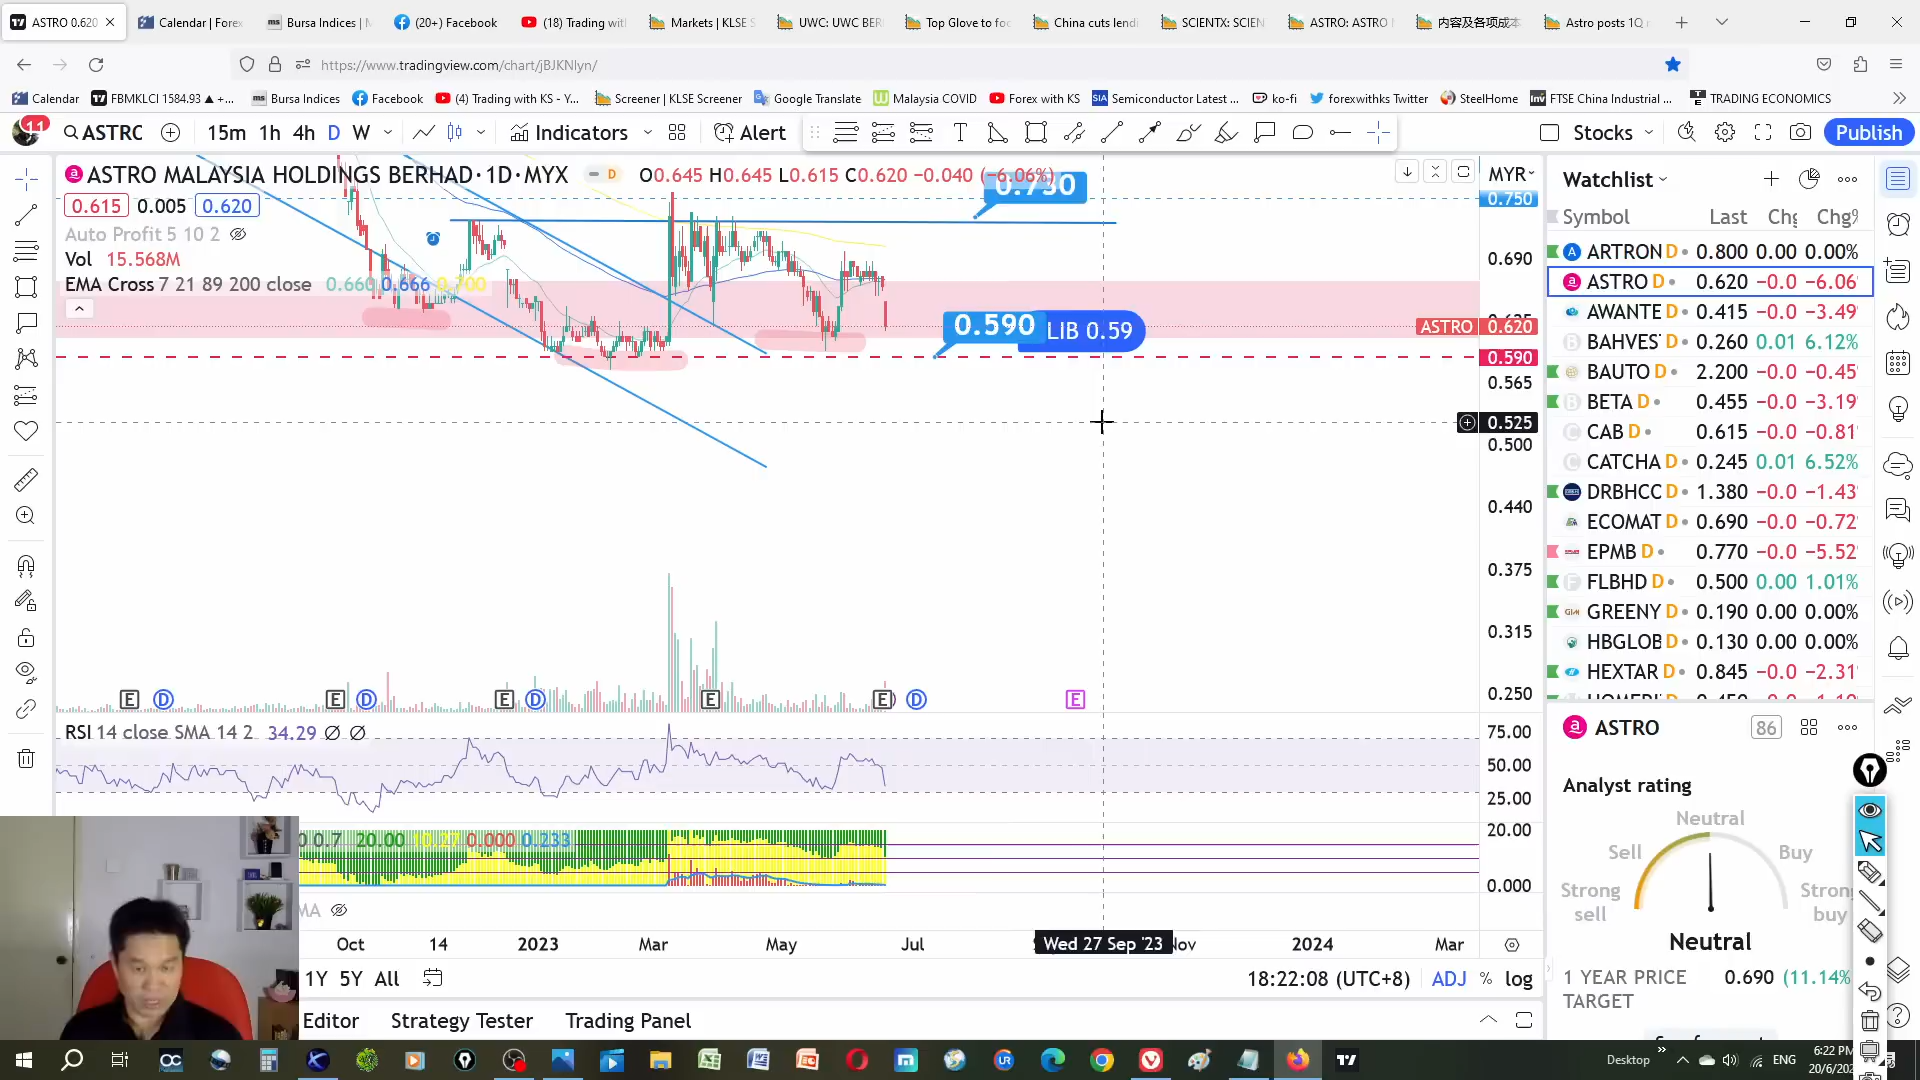 ASTRO 0.620
Calendar | Forex
Bursa Indices | M
(20+) Facebook
(18) Trading with
Markets | KLSE S
UWC: UWC BER
Top Glove to foc
China cuts lendi
SCIENTX: SCIEN
ASTRO: ASTRO
内容及各项成本
Astro posts 1Q n
https://www.tradingview.com/chart/jBJKNlyn/
Calendar
FBMKLCI 1584.93 ▲ +...
Bursa Indices
Facebook
(4) Trading with KS - Y...
Screener | KLSE Screener
Google Translate
Malaysia COVID
Forex with KS
Semiconductor Latest ...
ko-fi
forexwithks Twitter
SteelHome
FTSE China Industrial ...
TRADING ECONOMICS
11
ASTRC
15m 1h 4h D W
Indicators
Alert
Stocks
Publish
ASTRO MALAYSIA HOLDINGS BERHAD · 1D · MYX
D
O0.645 H0.645 L0.615 C0.620 −0.040 (−6.06%)
0.615 0.005 0.620
Auto Profit 5 10 2
Vol 15.568M
EMA Cross 7 21 89 200 close 0.660 0.666 0.700
0.730
0.590
LIB 0.59
MYR
0.750
0.690
ASTRO 0.620
0.590
0.565
0.525
0.500
0.440
0.375
0.315
0.250
E D E D E D E E D E
RSI 14 close SMA 14 2 34.29
75.00
50.00
25.00
0 0.7 20.00 10.27 0.000 0.233
20.00
0.000
MA
Oct 14 2023 Mar May Jul Wed 27 Sep '23 Nov 2024 Mar
1Y 5Y All
18:22:08 (UTC+8) ADJ % log
Editor Strategy Tester Trading Panel
Watchlist
Symbol Last Chg Chg%
ARTRON D 0.800 0.00 0.00%
ASTRO D 0.620 −0.0 −6.06
AWANTE D 0.415 −0.0 −3.49
BAHVES D 0.260 0.01 6.12%
BAUTO D 2.200 −0.0 −0.45
BETA D 0.455 −0.0 −3.19
CAB D 0.615 −0.0 −0.81
CATCHA D 0.245 0.01 6.52%
DRBHCC D 1.380 −0.0 −1.43
ECOMAT D 0.690 −0.0 −0.72
EPMB D 0.770 −0.0 −5.52
FLBHD D 0.500 0.00 1.01%
GREENY D 0.190 0.00 0.00%
HBGLOB D 0.130 0.00 0.00%
HEXTAR D 0.845 −0.0 −2.31
ASTRO
86
Analyst rating
Neutral
Sell
Buy
Strong sell
Strong buy
Neutral
1 YEAR PRICE TARGET
0.690 (11.14%
Desktop
ENG
6:22 PM
20/6/20